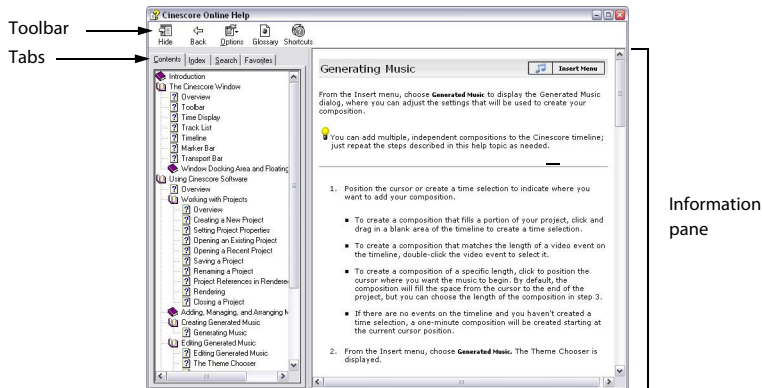 Toolbar
Tabs
Information
pane
Cinescore Online Help
Hide Back Options Glossary Shortcuts
Contents Index Search Favorites
Introduction
The Cinescore Window
Overview
Toolbar
Time Display
Track List
Timeline
Marker Bar
Transport Bar
Window Docking Area and Floating
Using Cinescore Software
Overview
Working with Projects
Overview
Creating a New Project
Setting Project Properties
Opening an Existing Project
Opening a Recent Project
Saving a Project
Renaming a Project
Project References in Rendere
Rendering
Closing a Project
Adding, Managing, and Arranging M
Creating Generated Music
Generating Music
Editing Generated Music
Editing Generated Music
The Theme Chooser
Generating Music
Insert Menu
From the Insert menu, choose Generated Music to display the Generated Music
dialog, where you can adjust the settings that will be used to create your
composition.
You can add multiple, independent compositions to the Cinescore timeline;
just repeat the steps described in this help topic as needed.
1. Position the cursor or create a time selection to indicate where you
want to add your composition.
■ To create a composition that fills a portion of your project, click and
drag in a blank area of the timeline to create a time selection.
■ To create a composition that matches the length of a video event on
the timeline, double-click the video event to select it.
■ To create a composition of a specific length, click to position the
cursor where you want the music to begin. By default, the
composition will fill the space from the cursor to the end of the
project, but you can choose the length of the composition in step 3.
■ If there are no events on the timeline and you haven't created a
time selection, a one-minute composition will be created starting at
the current cursor position.
2. From the Insert menu, choose Generated Music. The Theme Chooser is
displayed.